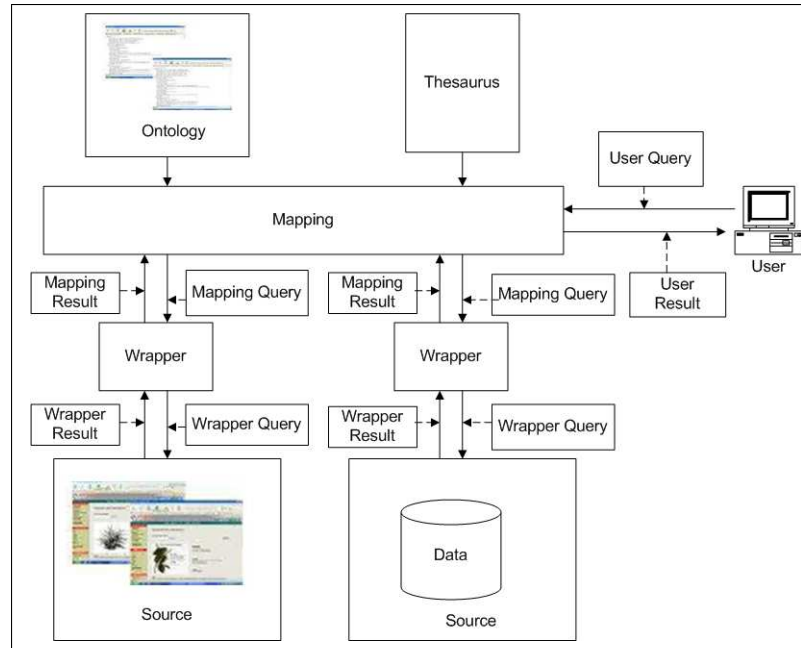 Ontology
Thesaurus
User Query
Mapping
User
Mapping
Result
Mapping Query
Mapping
Result
Mapping Query
User
Result
Wrapper
Wrapper
Wrapper
Result
Wrapper Query
Wrapper
Result
Wrapper Query
Data
Source
Source